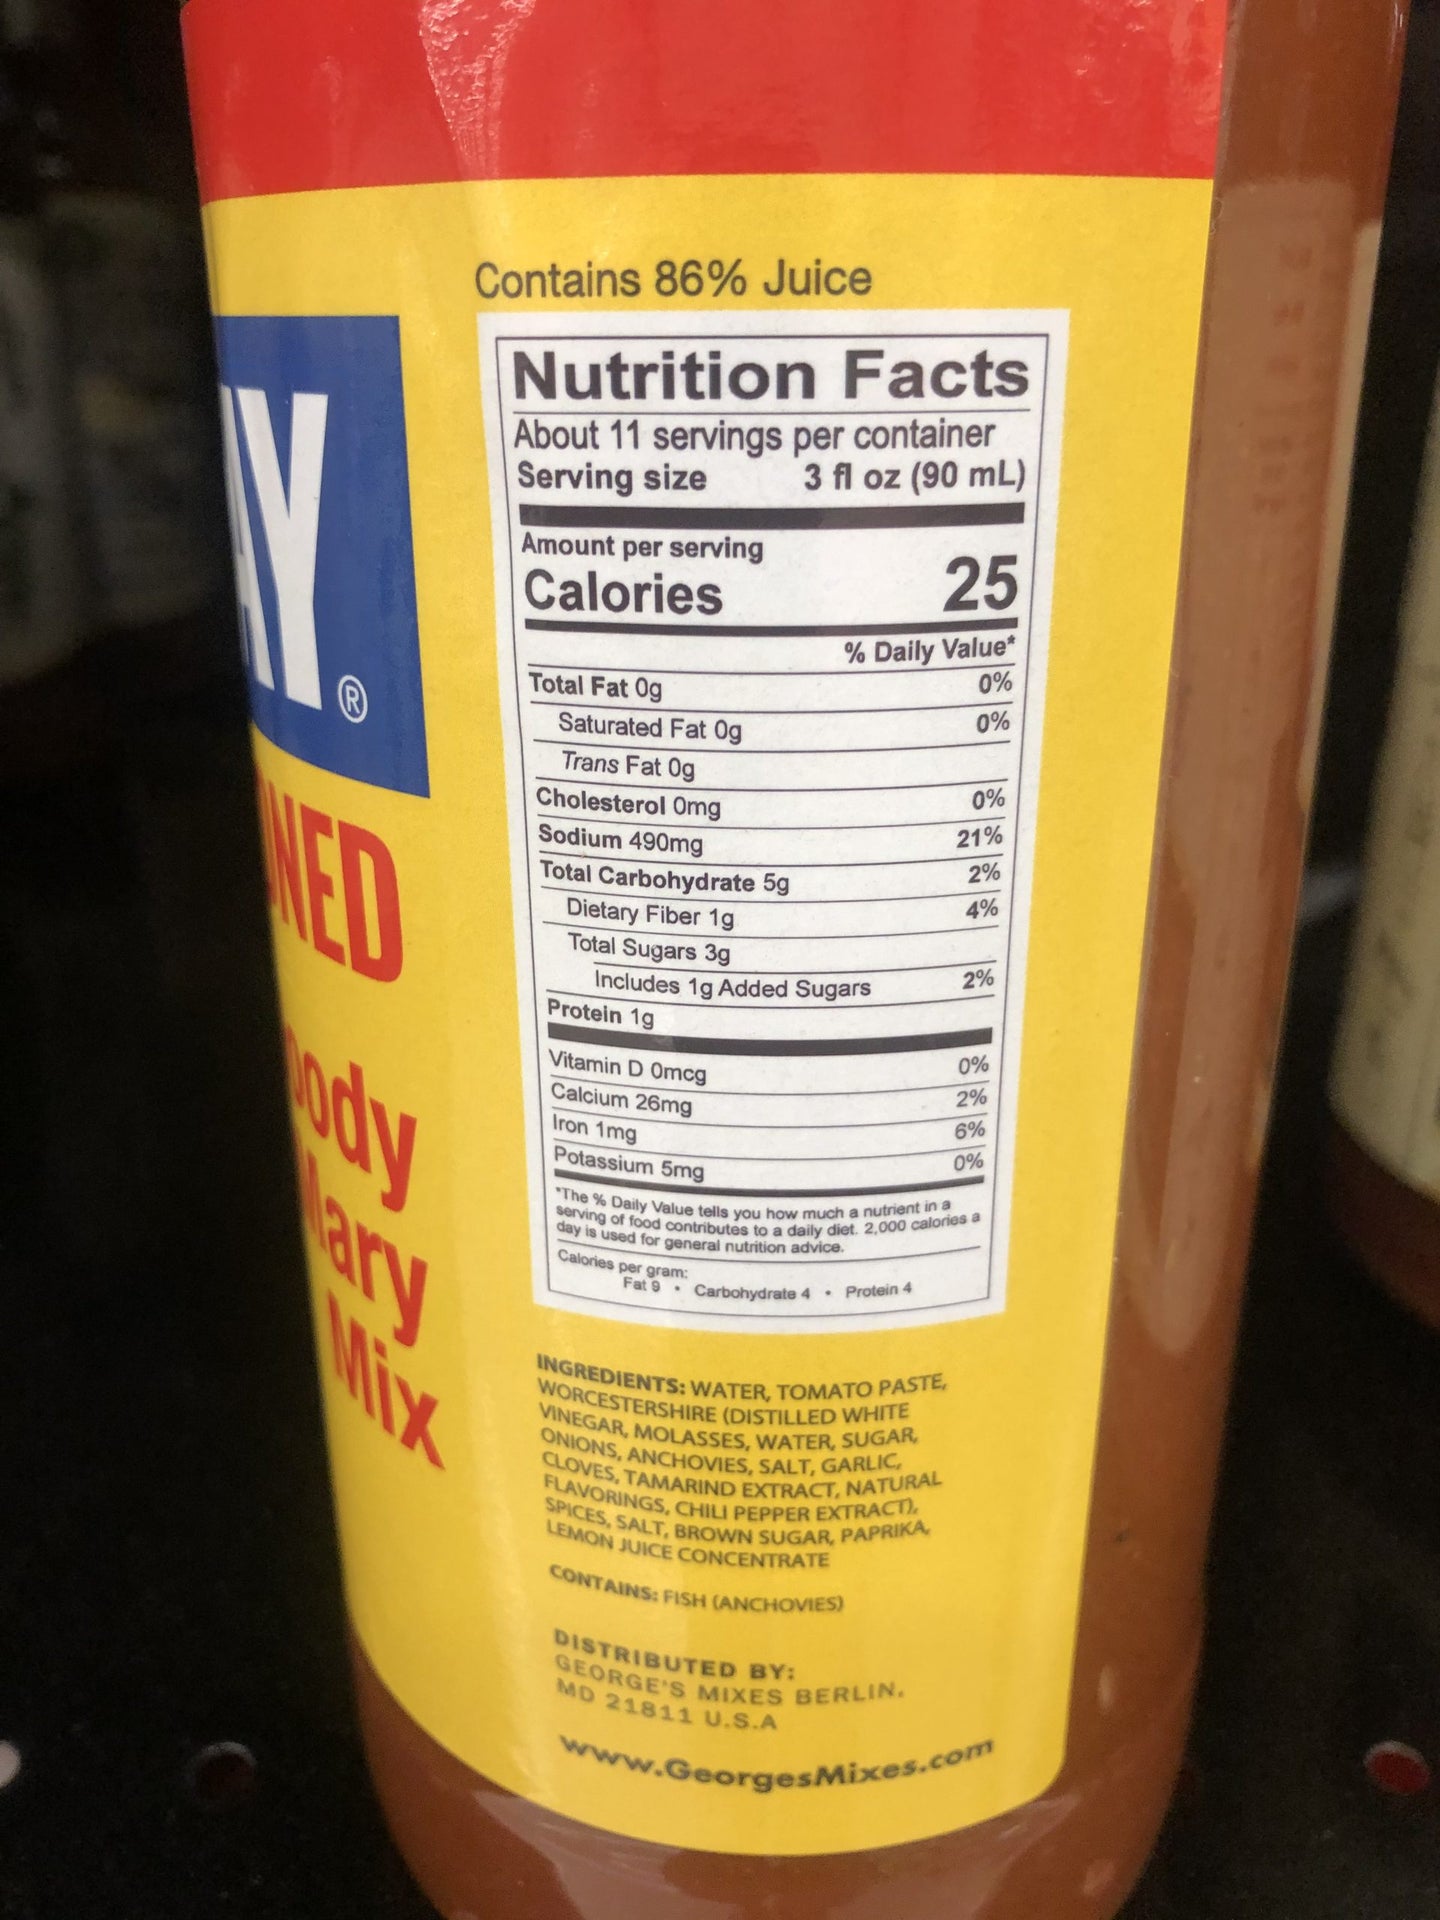 AY®
NED
ody
ary
Mix
Contains 86% Juice
Nutrition Facts
About 11 servings per container
Serving size 3 fl oz (90 mL)
Amount per serving
Calories 25
% Daily Value*
Total Fat 0g 0%
Saturated Fat 0g 0%
Trans Fat 0g
Cholesterol 0mg 0%
Sodium 490mg 21%
Total Carbohydrate 5g 2%
Dietary Fiber 1g 4%
Total Sugars 3g
Includes 1g Added Sugars 2%
Protein 1g
Vitamin D 0mcg 0%
Calcium 26mg 2%
Iron 1mg 6%
Potassium 5mg 0%
*The % Daily Value tells you how much a nutrient in a
serving of food contributes to a daily diet. 2,000 calories a
day is used for general nutrition advice.
Calories per gram:
Fat 9 • Carbohydrate 4 • Protein 4
INGREDIENTS: WATER, TOMATO PASTE,
WORCESTERSHIRE (DISTILLED WHITE
VINEGAR, MOLASSES, WATER, SUGAR,
ONIONS, ANCHOVIES, SALT, GARLIC,
CLOVES, TAMARIND EXTRACT, NATURAL
FLAVORINGS, CHILI PEPPER EXTRACT),
SPICES, SALT, BROWN SUGAR, PAPRIKA,
LEMON JUICE CONCENTRATE
CONTAINS: FISH (ANCHOVIES)
DISTRIBUTED BY:
GEORGE'S MIXES BERLIN,
MD 21811 U.S.A
www.GeorgesMixes.com